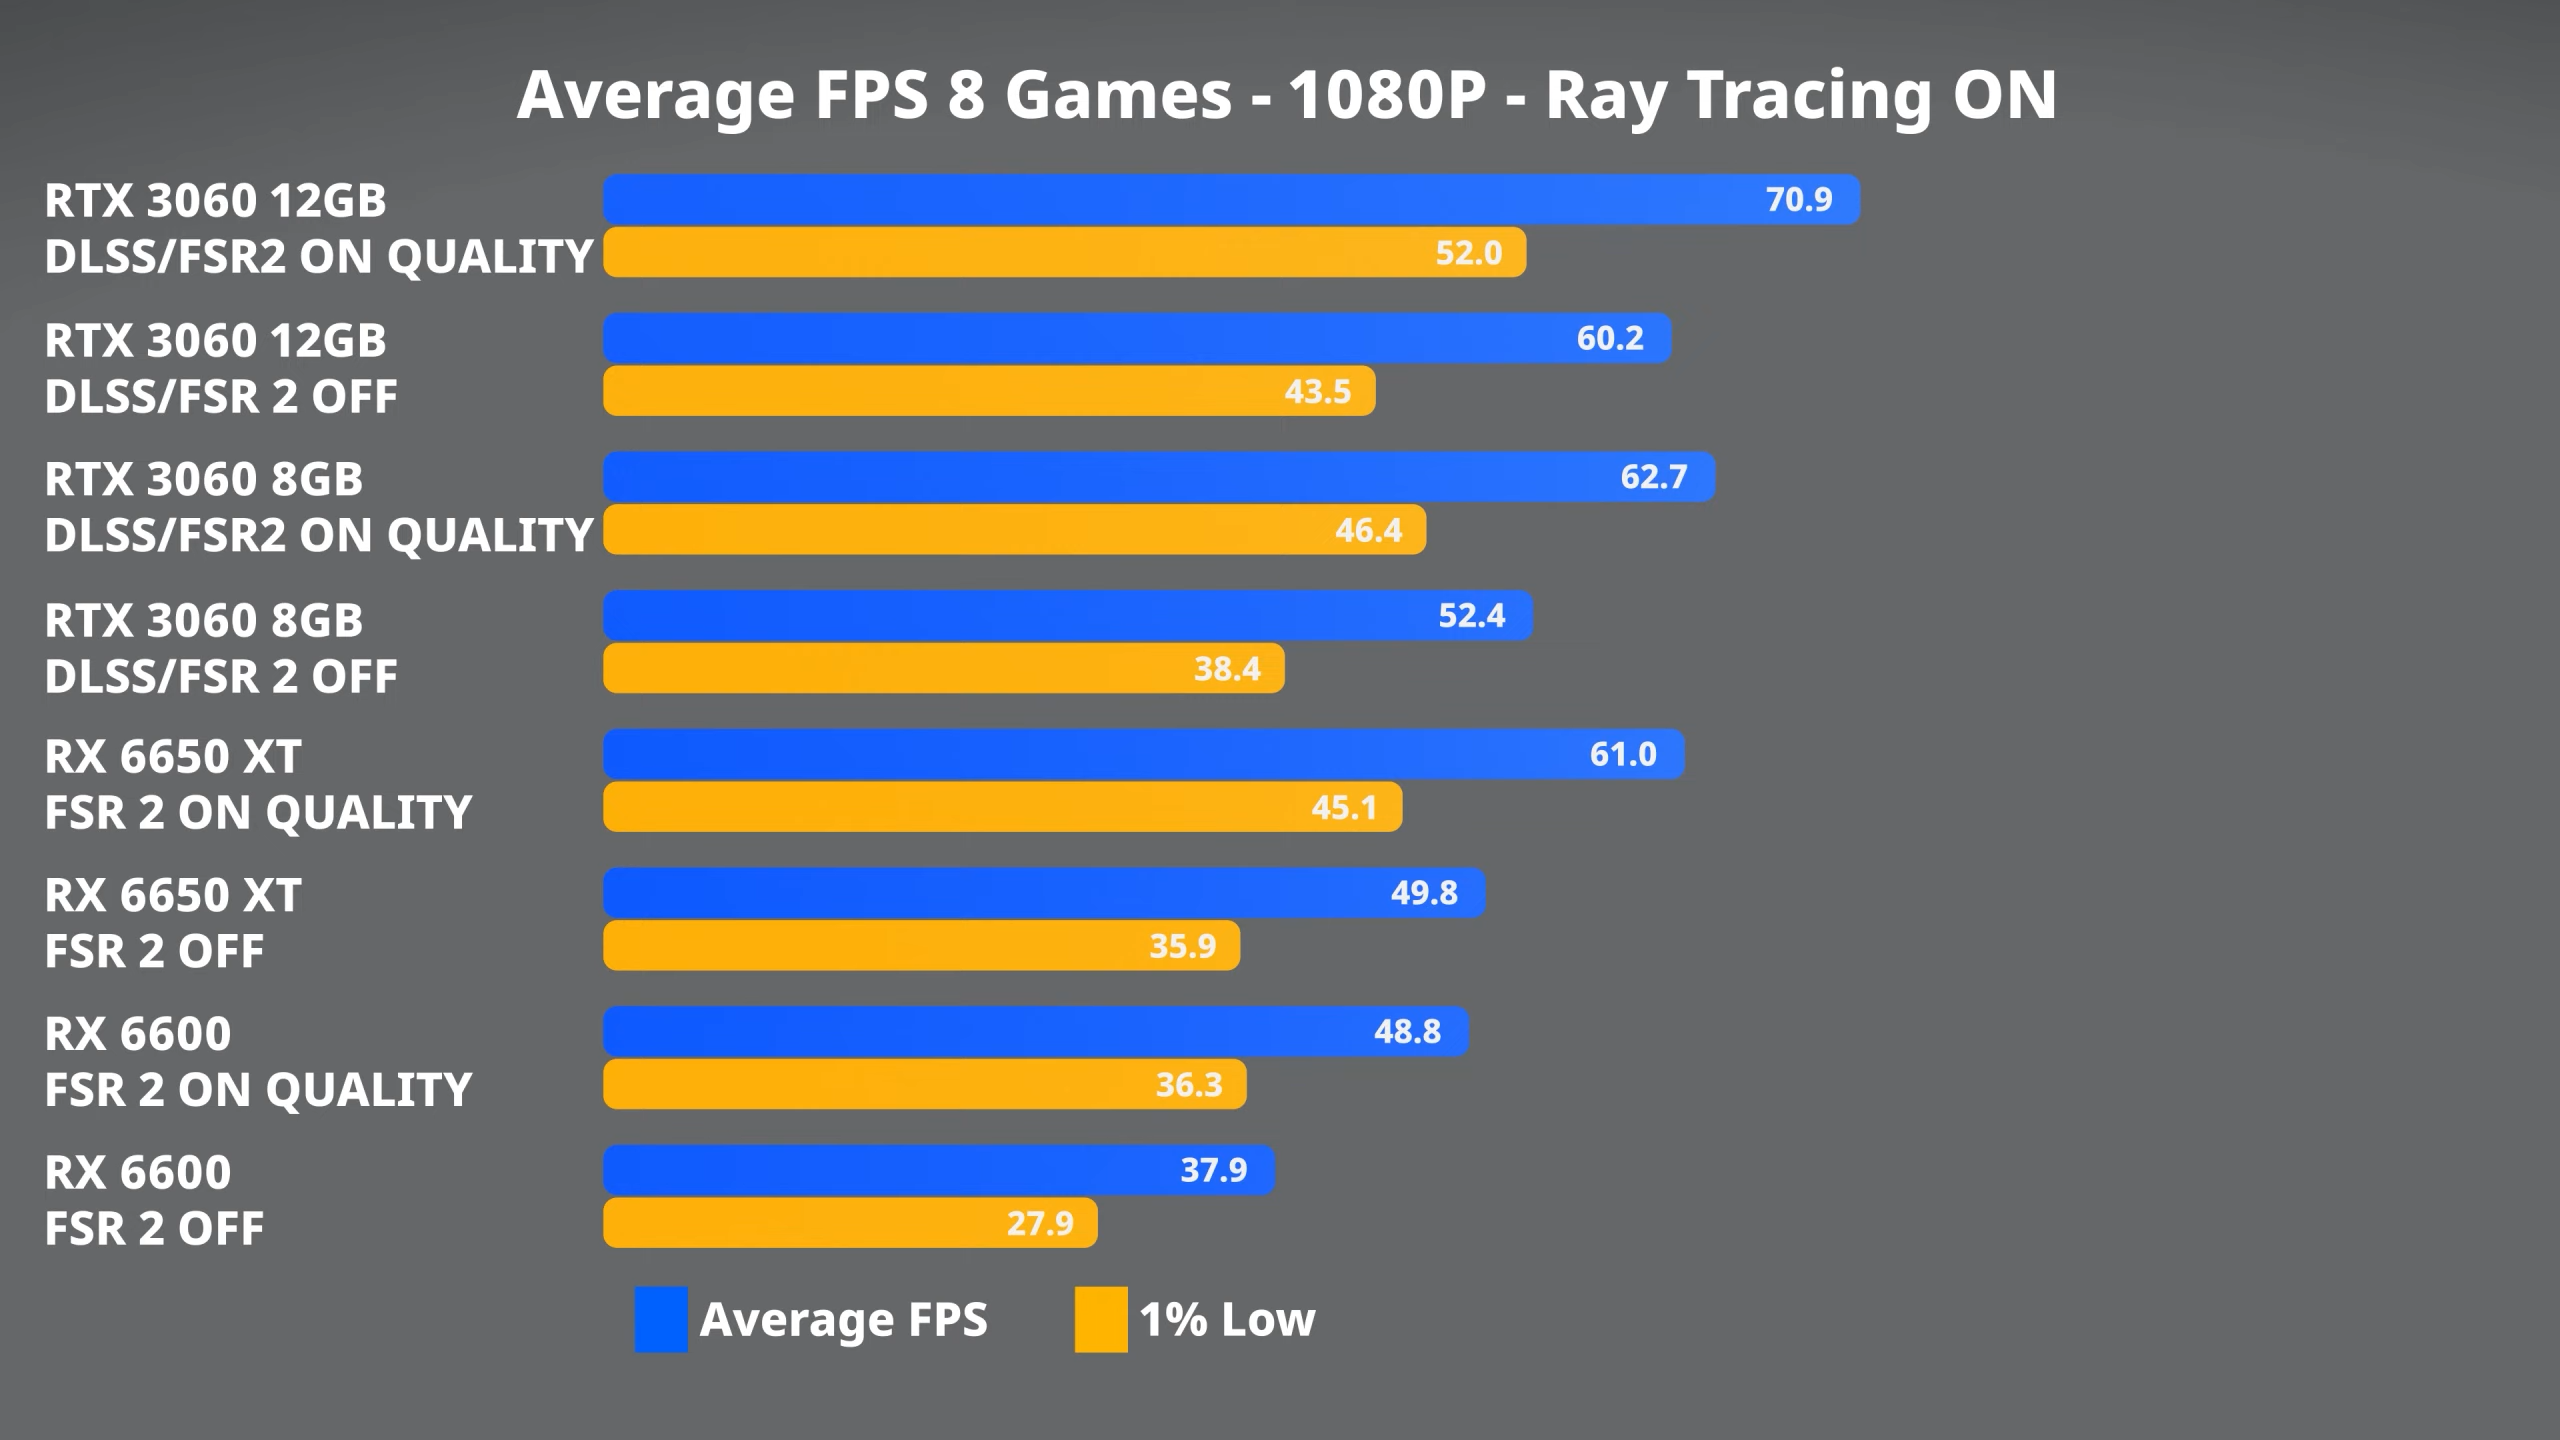 Average FPS 8 Games - 1080P - Ray Tracing ON
RTX 3060 12GB
DLSS/FSR2 ON QUALITY
70.9
52.0
RTX 3060 12GB
DLSS/FSR 2 OFF
60.2
43.5
RTX 3060 8GB
DLSS/FSR2 ON QUALITY
62.7
46.4
RTX 3060 8GB
DLSS/FSR 2 OFF
52.4
38.4
RX 6650 XT
FSR 2 ON QUALITY
61.0
45.1
RX 6650 XT
FSR 2 OFF
49.8
35.9
RX 6600
FSR 2 ON QUALITY
48.8
36.3
RX 6600
FSR 2 OFF
37.9
27.9
Average FPS
1% Low